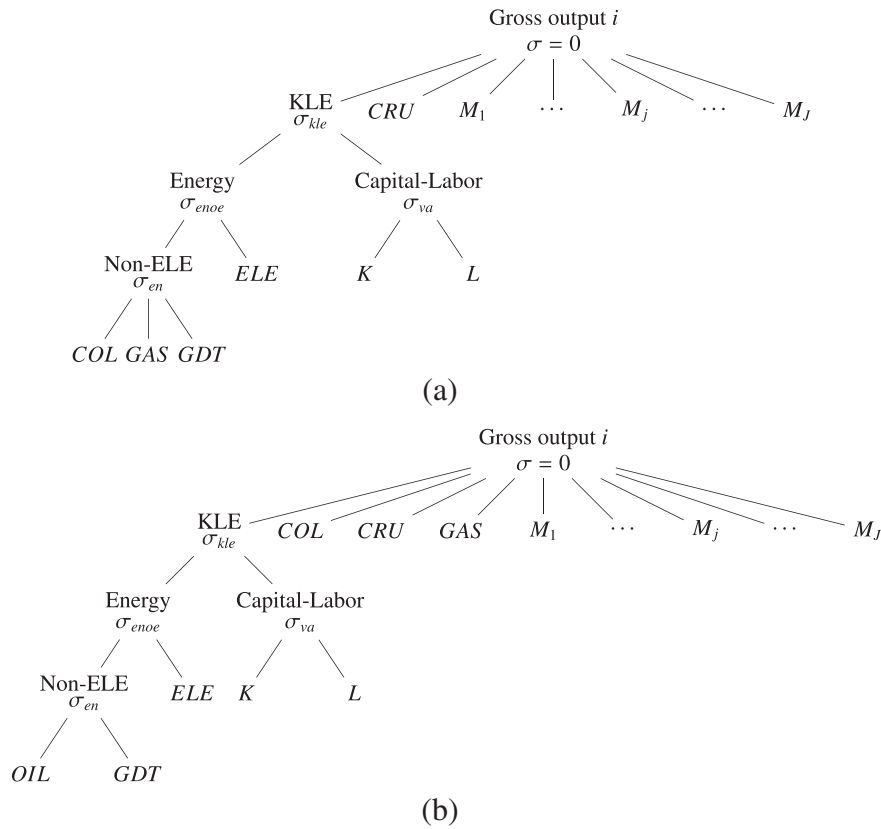 Gross output i
σ = 0
KLE CRU M₁ ⋯ Mⱼ ⋯ M_J
σₖₗₑ
Energy Capital-Labor
σₑₙₒₑ σᵥₐ
Non-ELE ELE K L
σₑₙ
COL GAS GDT
(a)
Gross output i
σ = 0
KLE COL CRU GAS M₁ ⋯ Mⱼ ⋯ M_J
σₖₗₑ
Energy Capital-Labor
σₑₙₒₑ σᵥₐ
Non-ELE ELE K L
σₑₙ
OIL GDT
(b)